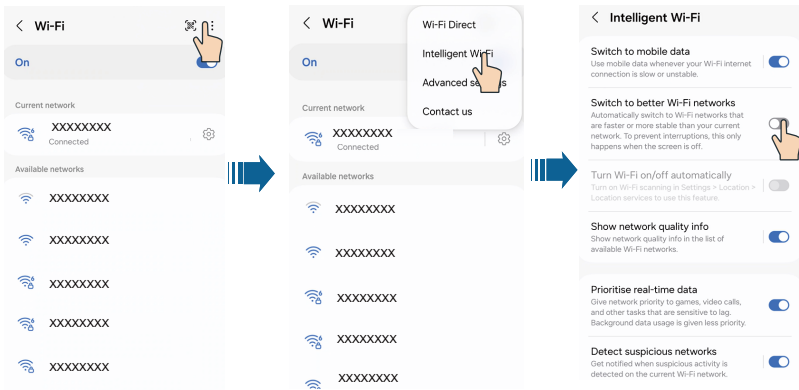 Wi-Fi
On
Current network
XXXXXXXX
Connected
Available networks
XXXXXXXX
XXXXXXXX
XXXXXXXX
XXXXXXXX
XXXXXXXX
Wi-Fi
Wi-Fi Direct
Intelligent Wi-Fi
Advanced settings
Contact us
On
Current network
XXXXXXXX
Connected
Available networks
XXXXXXXX
XXXXXXXX
XXXXXXXX
XXXXXXXX
XXXXXXXX
Intelligent Wi-Fi
Switch to mobile data
Use mobile data whenever your Wi-Fi internet
connection is slow or unstable.
Switch to better Wi-Fi networks
Automatically switch to Wi-Fi networks that
are faster or more stable than your current
network. To prevent interruptions, this only
happens when the screen is off.
Turn Wi-Fi on/off automatically
Turn on Wi-Fi scanning in Settings > Location >
Location services to use this feature
Show network quality info
Show network quality info in the list of
available Wi-Fi networks.
Prioritise real-time data
Give network priority to games, video calls,
and other tasks that are sensitive to lag.
Background data usage is given less priority.
Detect suspicious networks
Get notified when suspicious activity is
detected on the current Wi-Fi network.